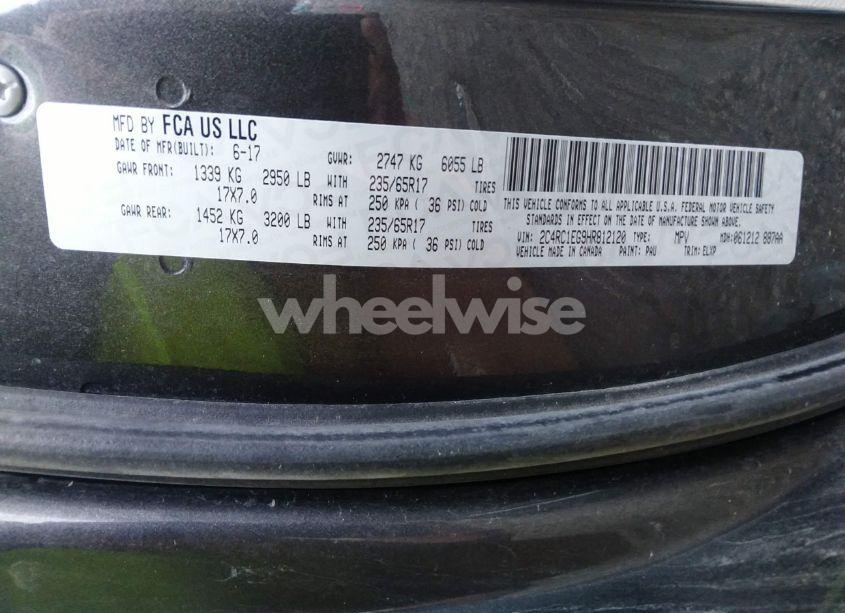 MFD BY FCA US LLC
DATE OF MFR(BUILT): 6-17 GVWR: 2747 KG 6055 LB
GAWR FRONT: 1339 KG 2950 LB WITH 235/65R17 TIRES
17X7.0 RIMS AT 250 KPA ( 36 PSI) COLD
GAWR REAR: 1452 KG 3200 LB WITH 235/65R17 TIRES
17X7.0 RIMS AT 250 KPA ( 36 PSI) COLD
THIS VEHICLE CONFORMS TO ALL APPLICABLE U.S.A. FEDERAL MOTOR VEHICLE SAFETY
STANDARDS IN EFFECT ON THE DATE OF MANUFACTURE SHOWN ABOVE.
VIN: 2C4RC1EG9HR812120 TYPE: MPV MDH:061212 887AA
VEHICLE MADE IN CANADA PAINT: PAU TRIM: ELXP
wheelwise